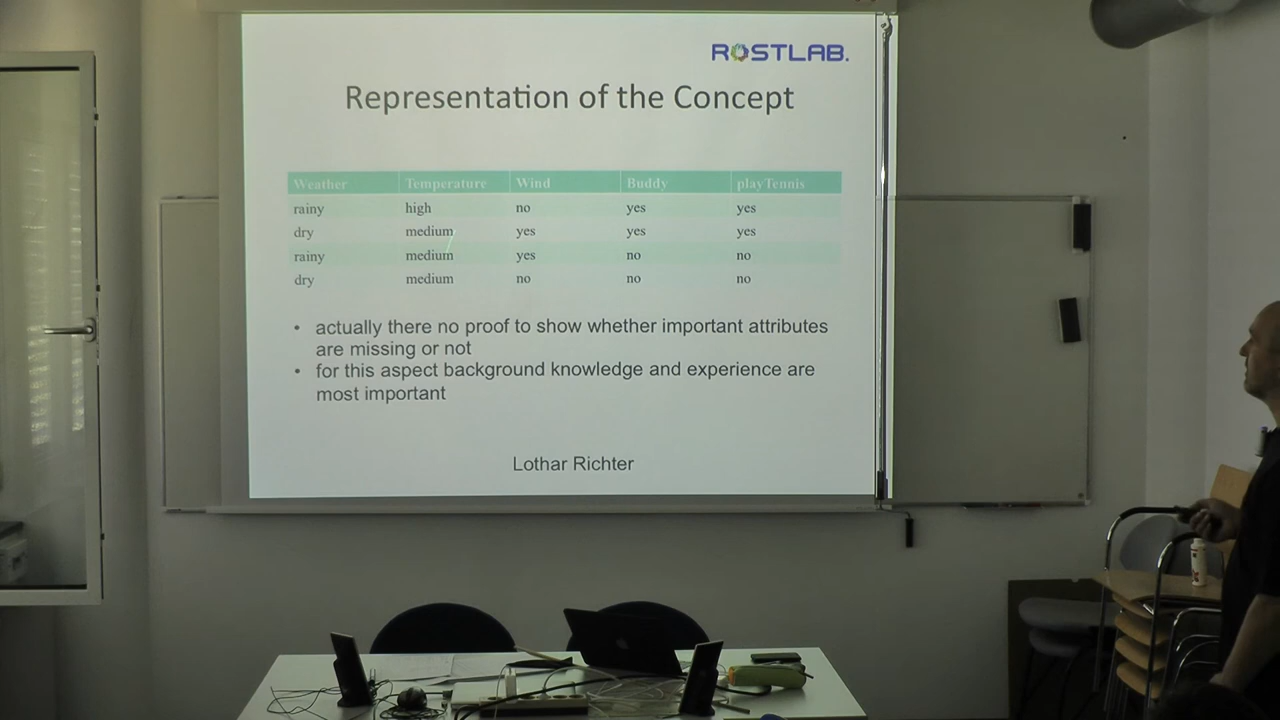 ROSTLAB.
Representation of the Concept
Weather Temperature Wind Buddy playTennis
rainy high no yes yes
dry medium yes yes yes
rainy medium yes no no
dry medium no no no
• actually there no proof to show whether important attributes
are missing or not
• for this aspect background knowledge and experience are
most important
Lothar Richter